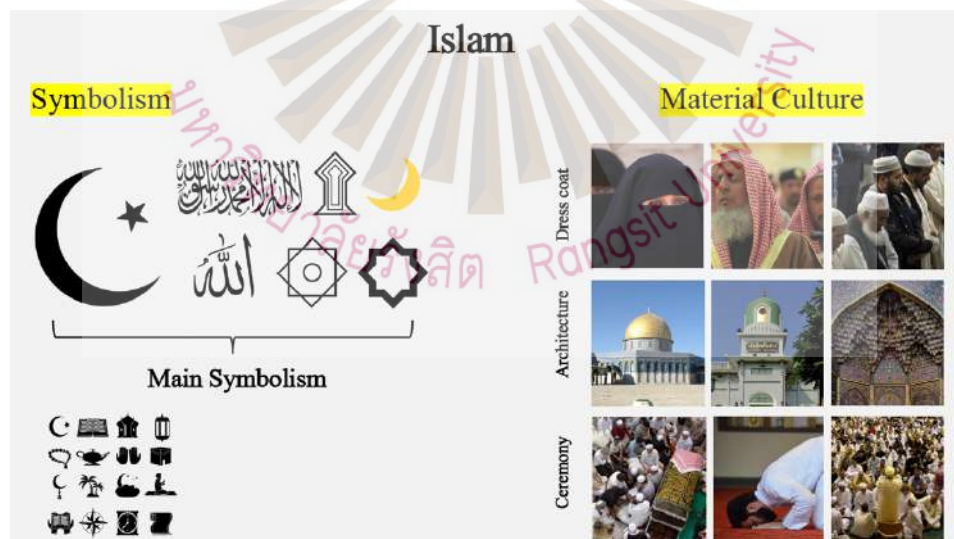 Islam
Symbolism
Material Culture
لا إله إلا الله محمد رسول الله
الله
Main Symbolism
Dress coat
Architecture
Ceremony
มหาวิทยาลัยรังสิต Rangsit University